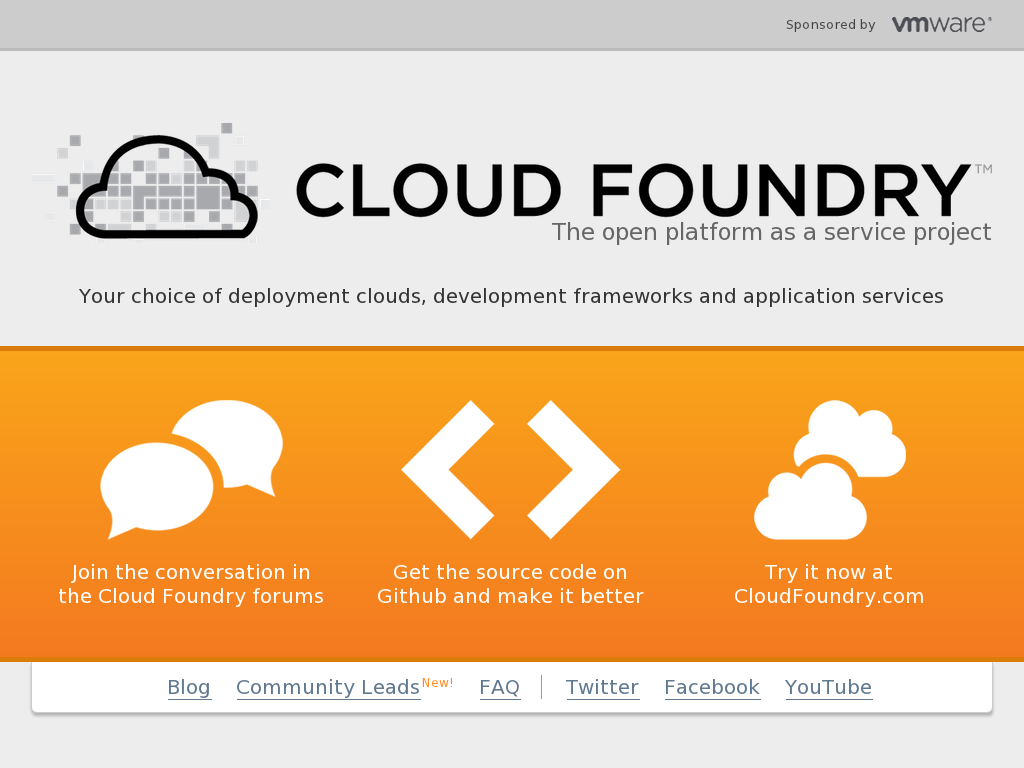 Sponsored by vmware®
CLOUD FOUNDRY™
The open platform as a service project
Your choice of deployment clouds, development frameworks and application services
Join the conversation in
the Cloud Foundry forums
Get the source code on
Github and make it better
Try it now at
CloudFoundry.com
Blog Community Leads New! FAQ Twitter Facebook YouTube